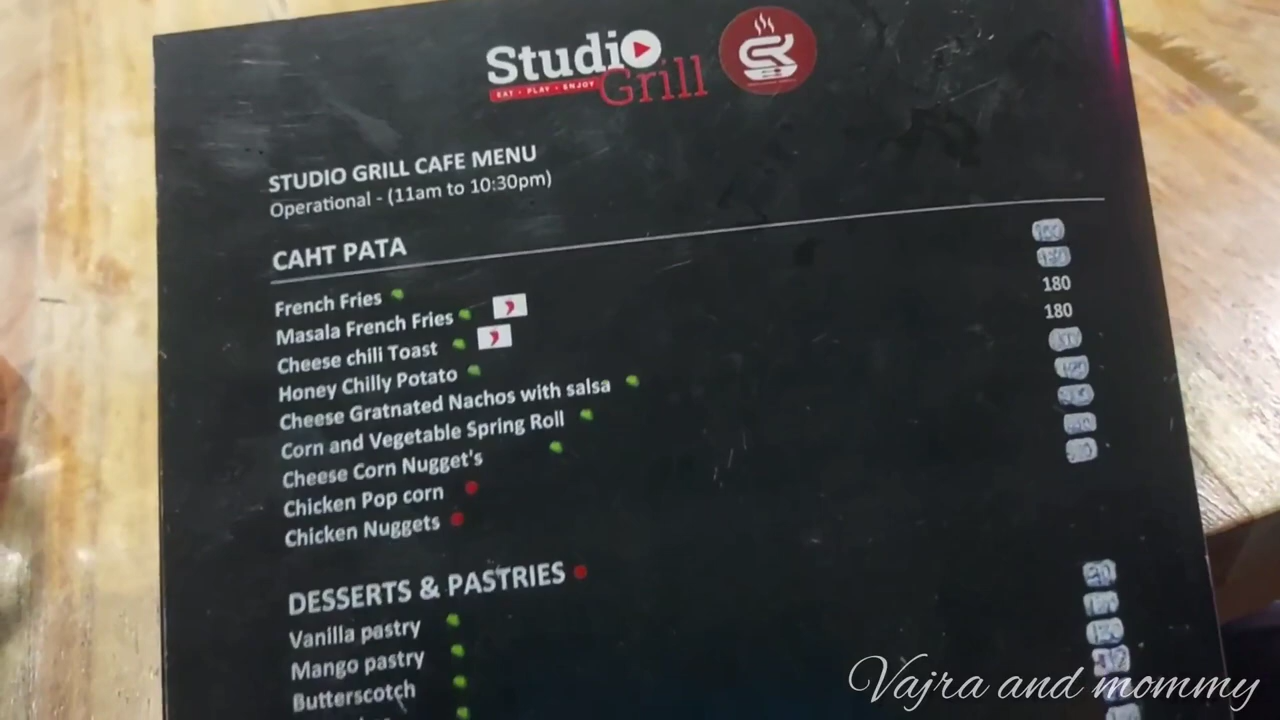 Studio
EAT • PLAY • ENJOY
Grill
STUDIO GRILL CAFE MENU
Operational - (11am to 10:30pm)
CAHT PATA
French Fries
Masala French Fries
Cheese chili Toast 180
Honey Chilly Potato 180
Cheese Gratnated Nachos with salsa
Corn and Vegetable Spring Roll
Cheese Corn Nugget's
Chicken Pop corn
Chicken Nuggets
DESSERTS & PASTRIES
Vanilla pastry
Mango pastry
Butterscotch
Vajra and mommy